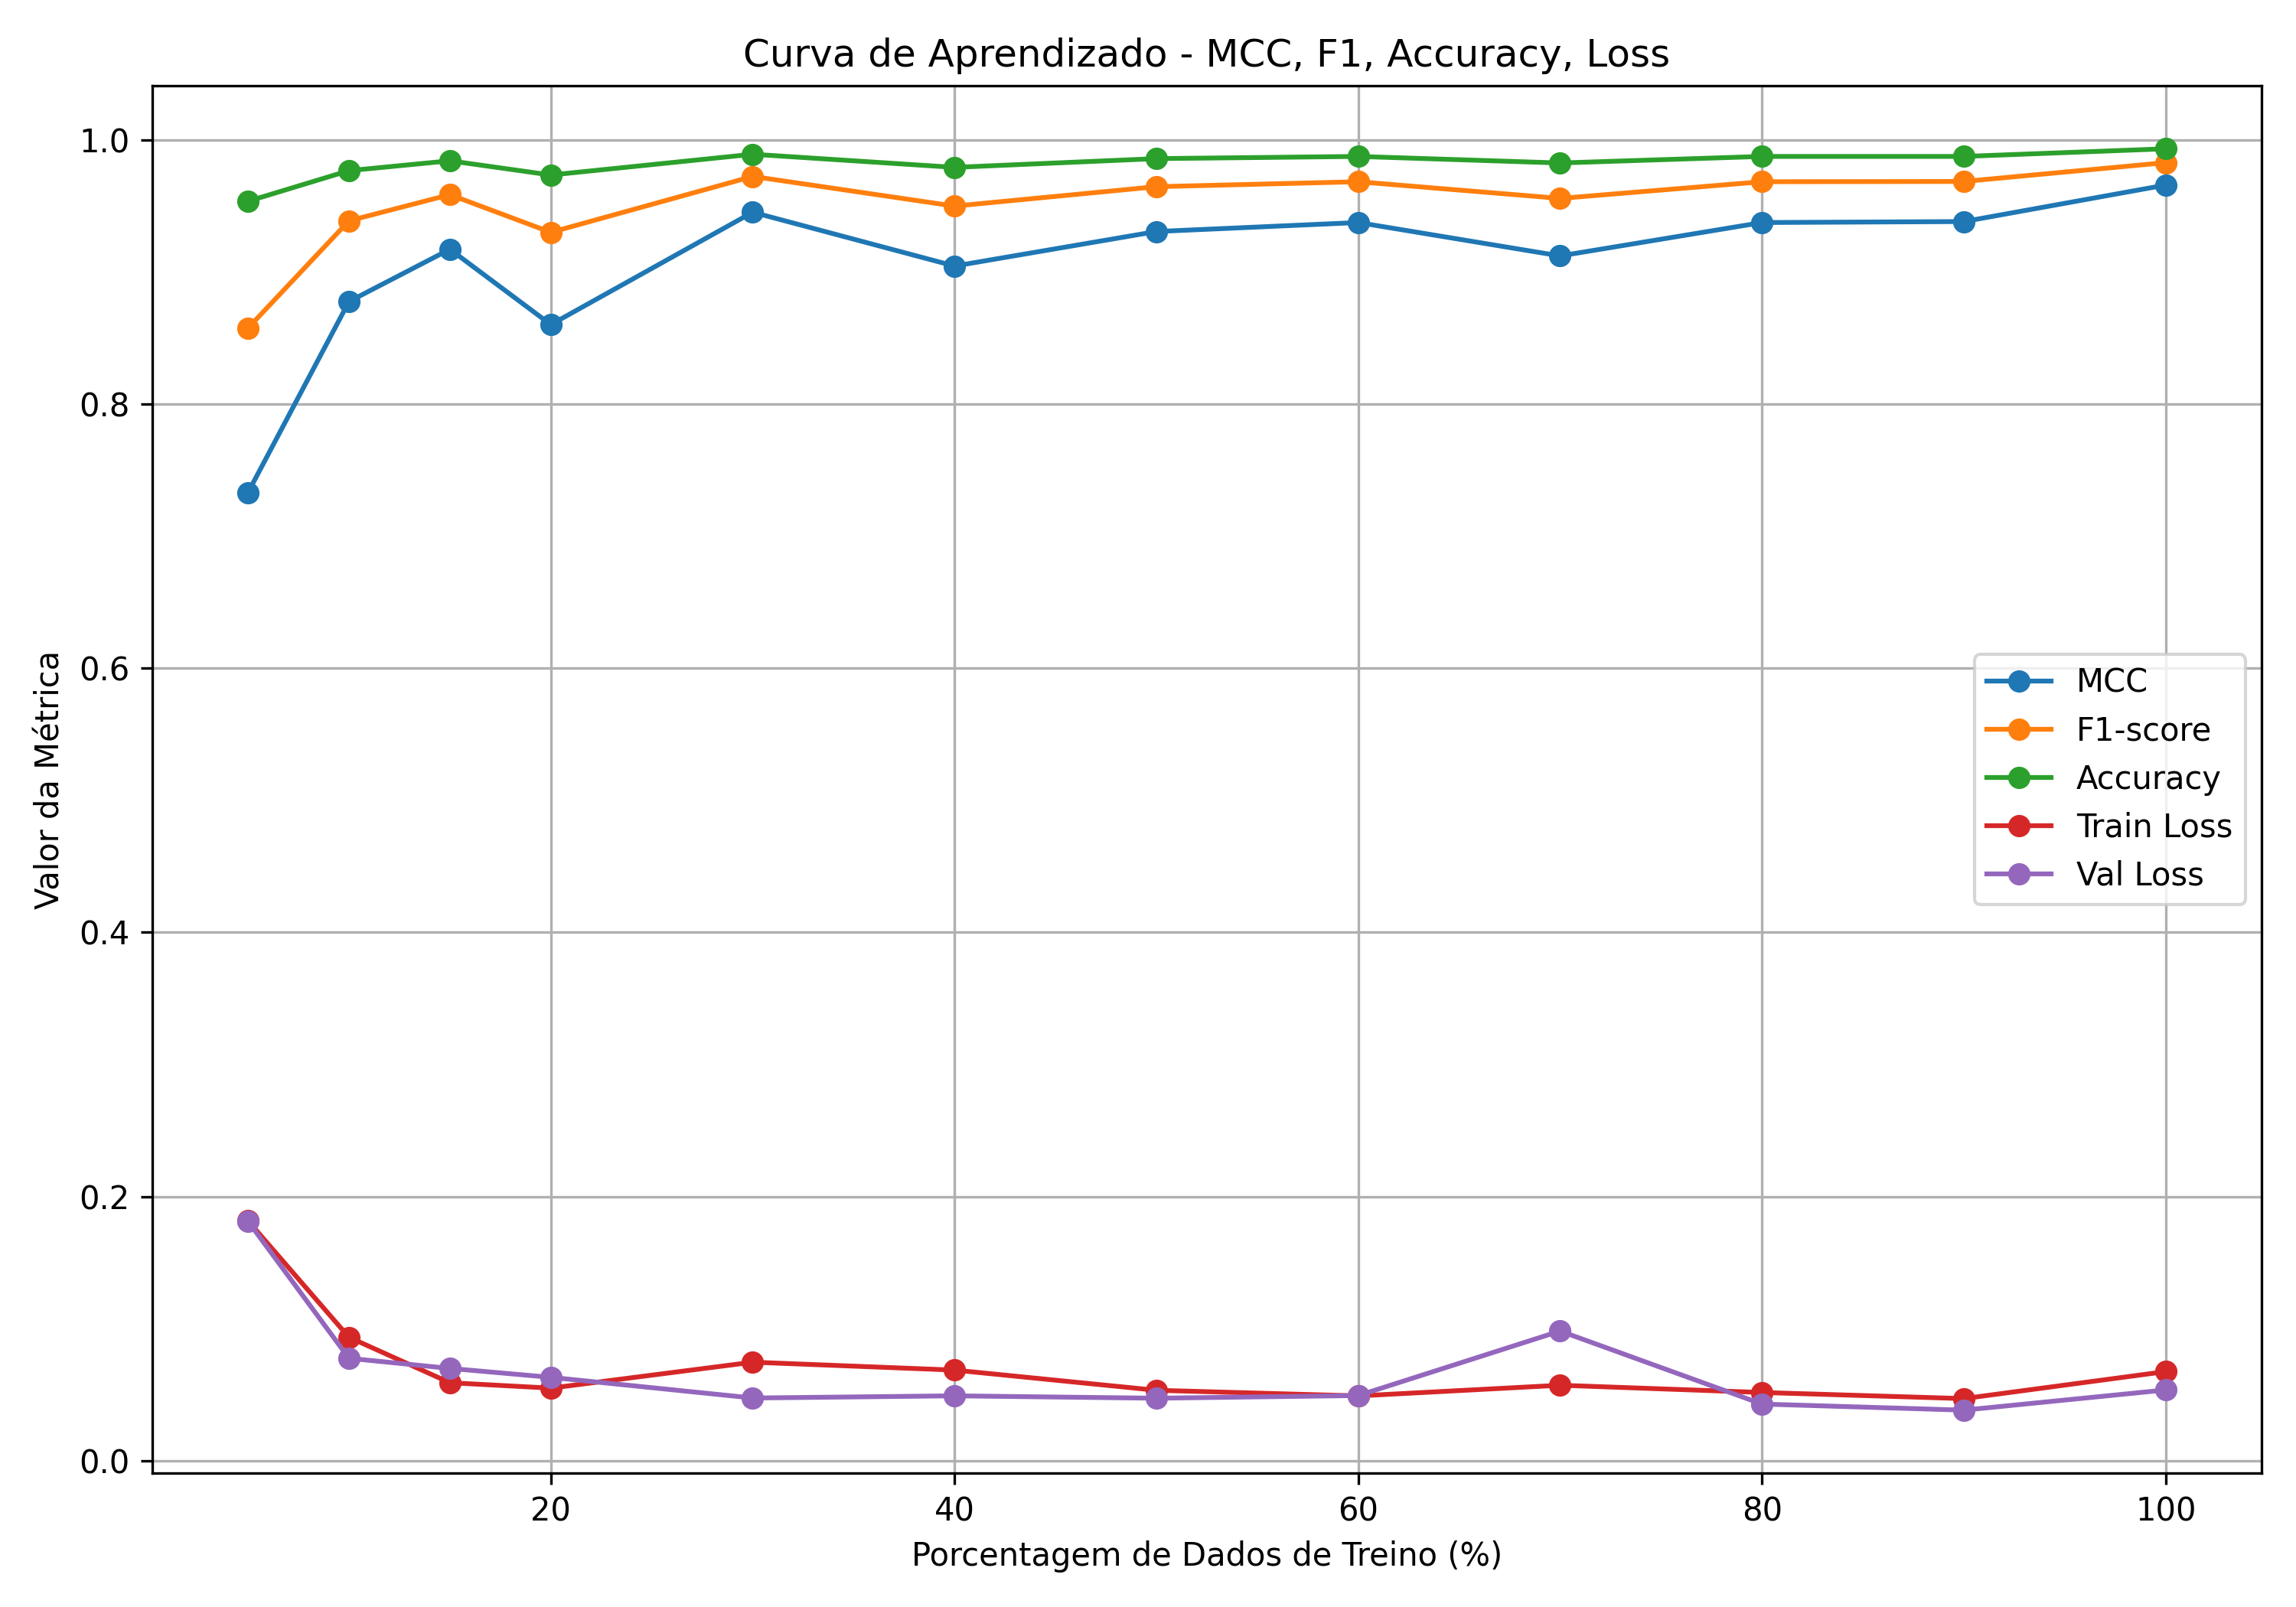 Curva de Aprendizado - MCC, F1, Accuracy, Loss
1.0
0.8
0.6
0.4
0.2
0.0
Valor da Métrica
MCC
F1-score
Accuracy
Train Loss
Val Loss
20 40 60 80 100
Porcentagem de Dados de Treino (%)